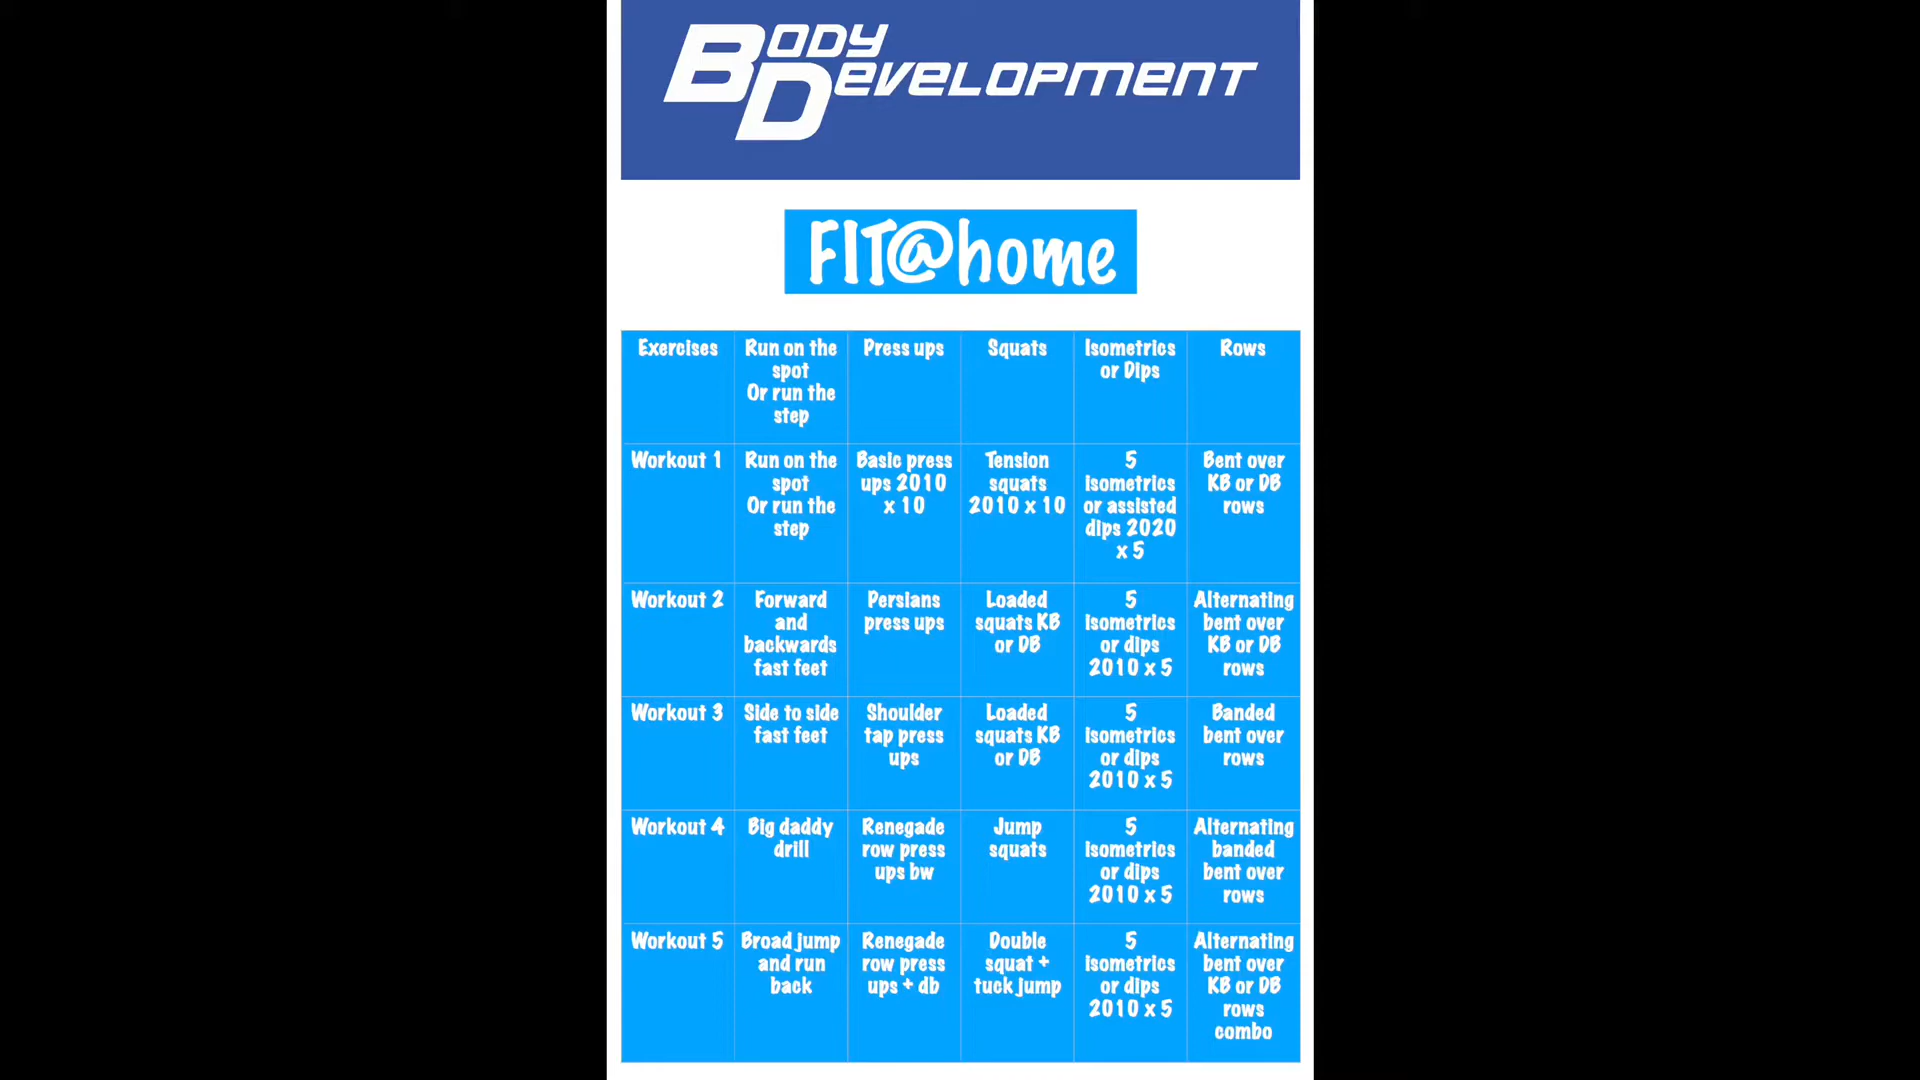 BODY
DEVELOPMENT
FIT@home
Exercises
Run on the
spot
Or run the
step
Press ups
Squats
Isometrics
or Dips
Rows
Workout 1
Run on the
spot
Or run the
step
Basic press
ups 2010
x 10
Tension
squats
2010 x 10
5
isometrics
or assisted
dips 2020
x 5
Bent over
KB or DB
rows
Workout 2
Forward
and
backwards
fast feet
Persians
press ups
Loaded
squats KB
or DB
5
isometrics
or dips
2010 x 5
Alternating
bent over
KB or DB
rows
Workout 3
Side to side
fast feet
Shoulder
tap press
ups
Loaded
squats KB
or DB
5
isometrics
or dips
2010 x 5
Banded
bent over
rows
Workout 4
Big daddy
drill
Renegade
row press
ups bw
Jump
squats
5
isometrics
or dips
2010 x 5
Alternating
banded
bent over
rows
Workout 5
Broad jump
and run
back
Renegade
row press
ups + db
Double
squat +
tuck jump
5
isometrics
or dips
2010 x 5
Alternating
bent over
KB or DB
rows
combo